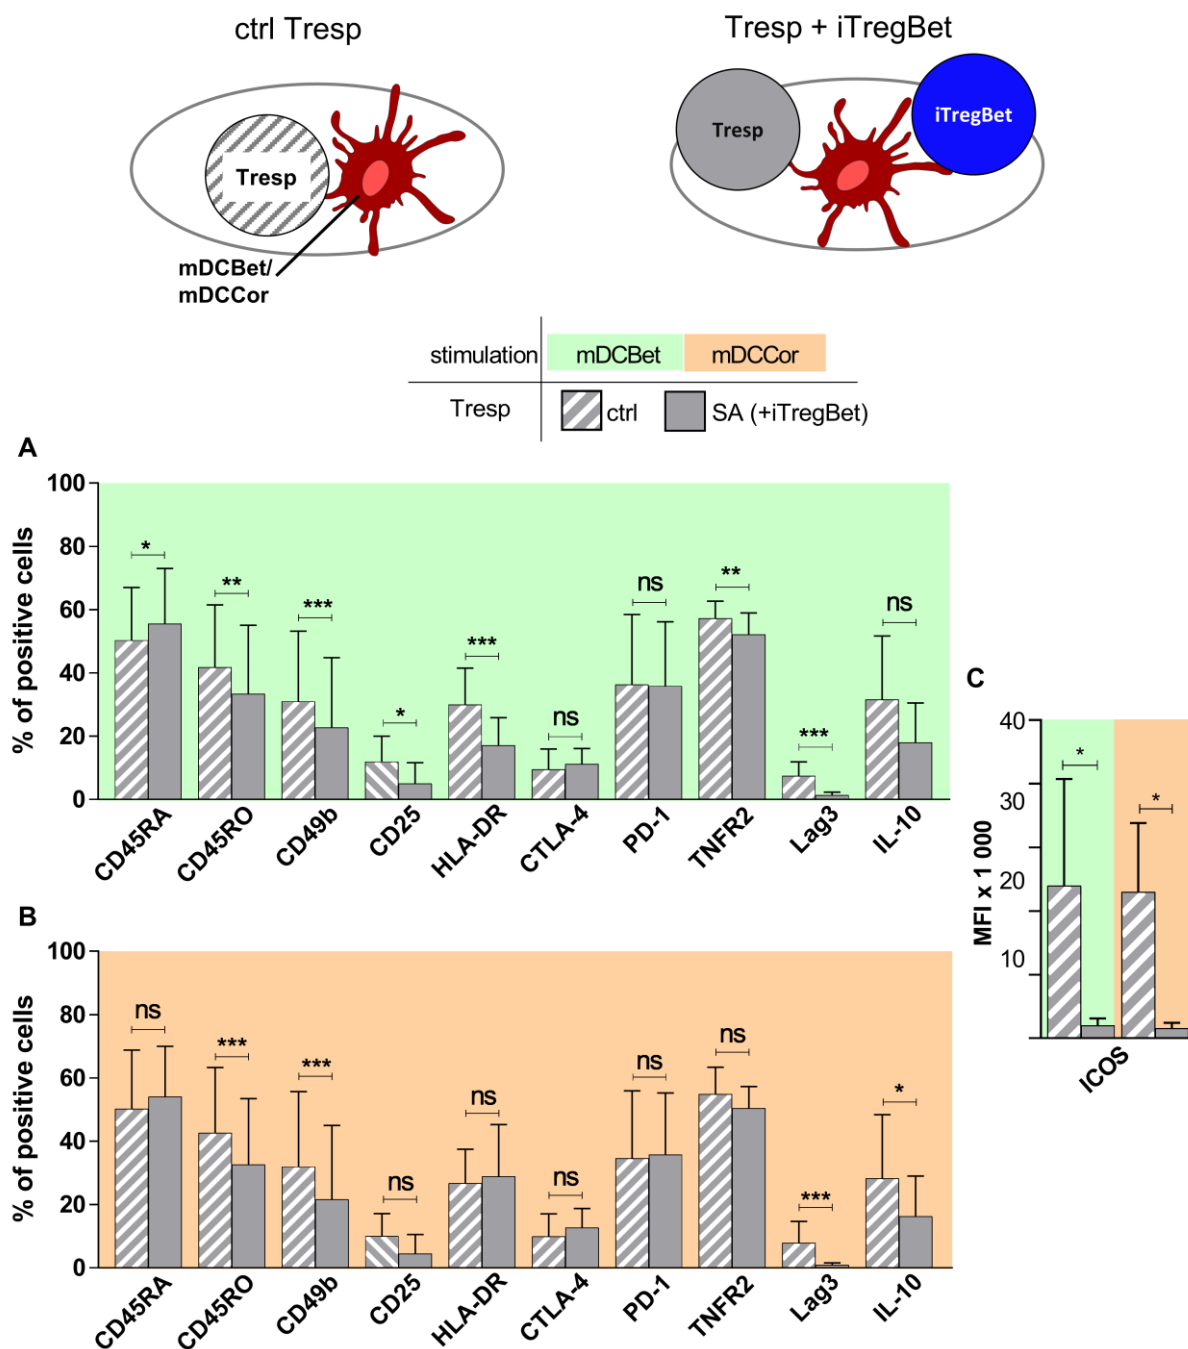 ctrl Tresp
Tresp + iTregBet
Tresp
mDCBet/
mDCCor
Tresp
iTregBet
stimulation mDCBet mDCCor
Tresp ctrl SA (+iTregBet)
A
% of positive cells
100
80
60
40
20
0
* ** *** * *** ns ns ** *** ns
CD45RA CD45RO CD49b CD25 HLA-DR CTLA-4 PD-1 TNFR2 Lag3 IL-10
B
% of positive cells
100
80
60
40
20
0
ns *** *** ns ns ns ns ns *** *
CD45RA CD45RO CD49b CD25 HLA-DR CTLA-4 PD-1 TNFR2 Lag3 IL-10
C
MFI x 1 000
40
30
20
10
0
* *
ICOS